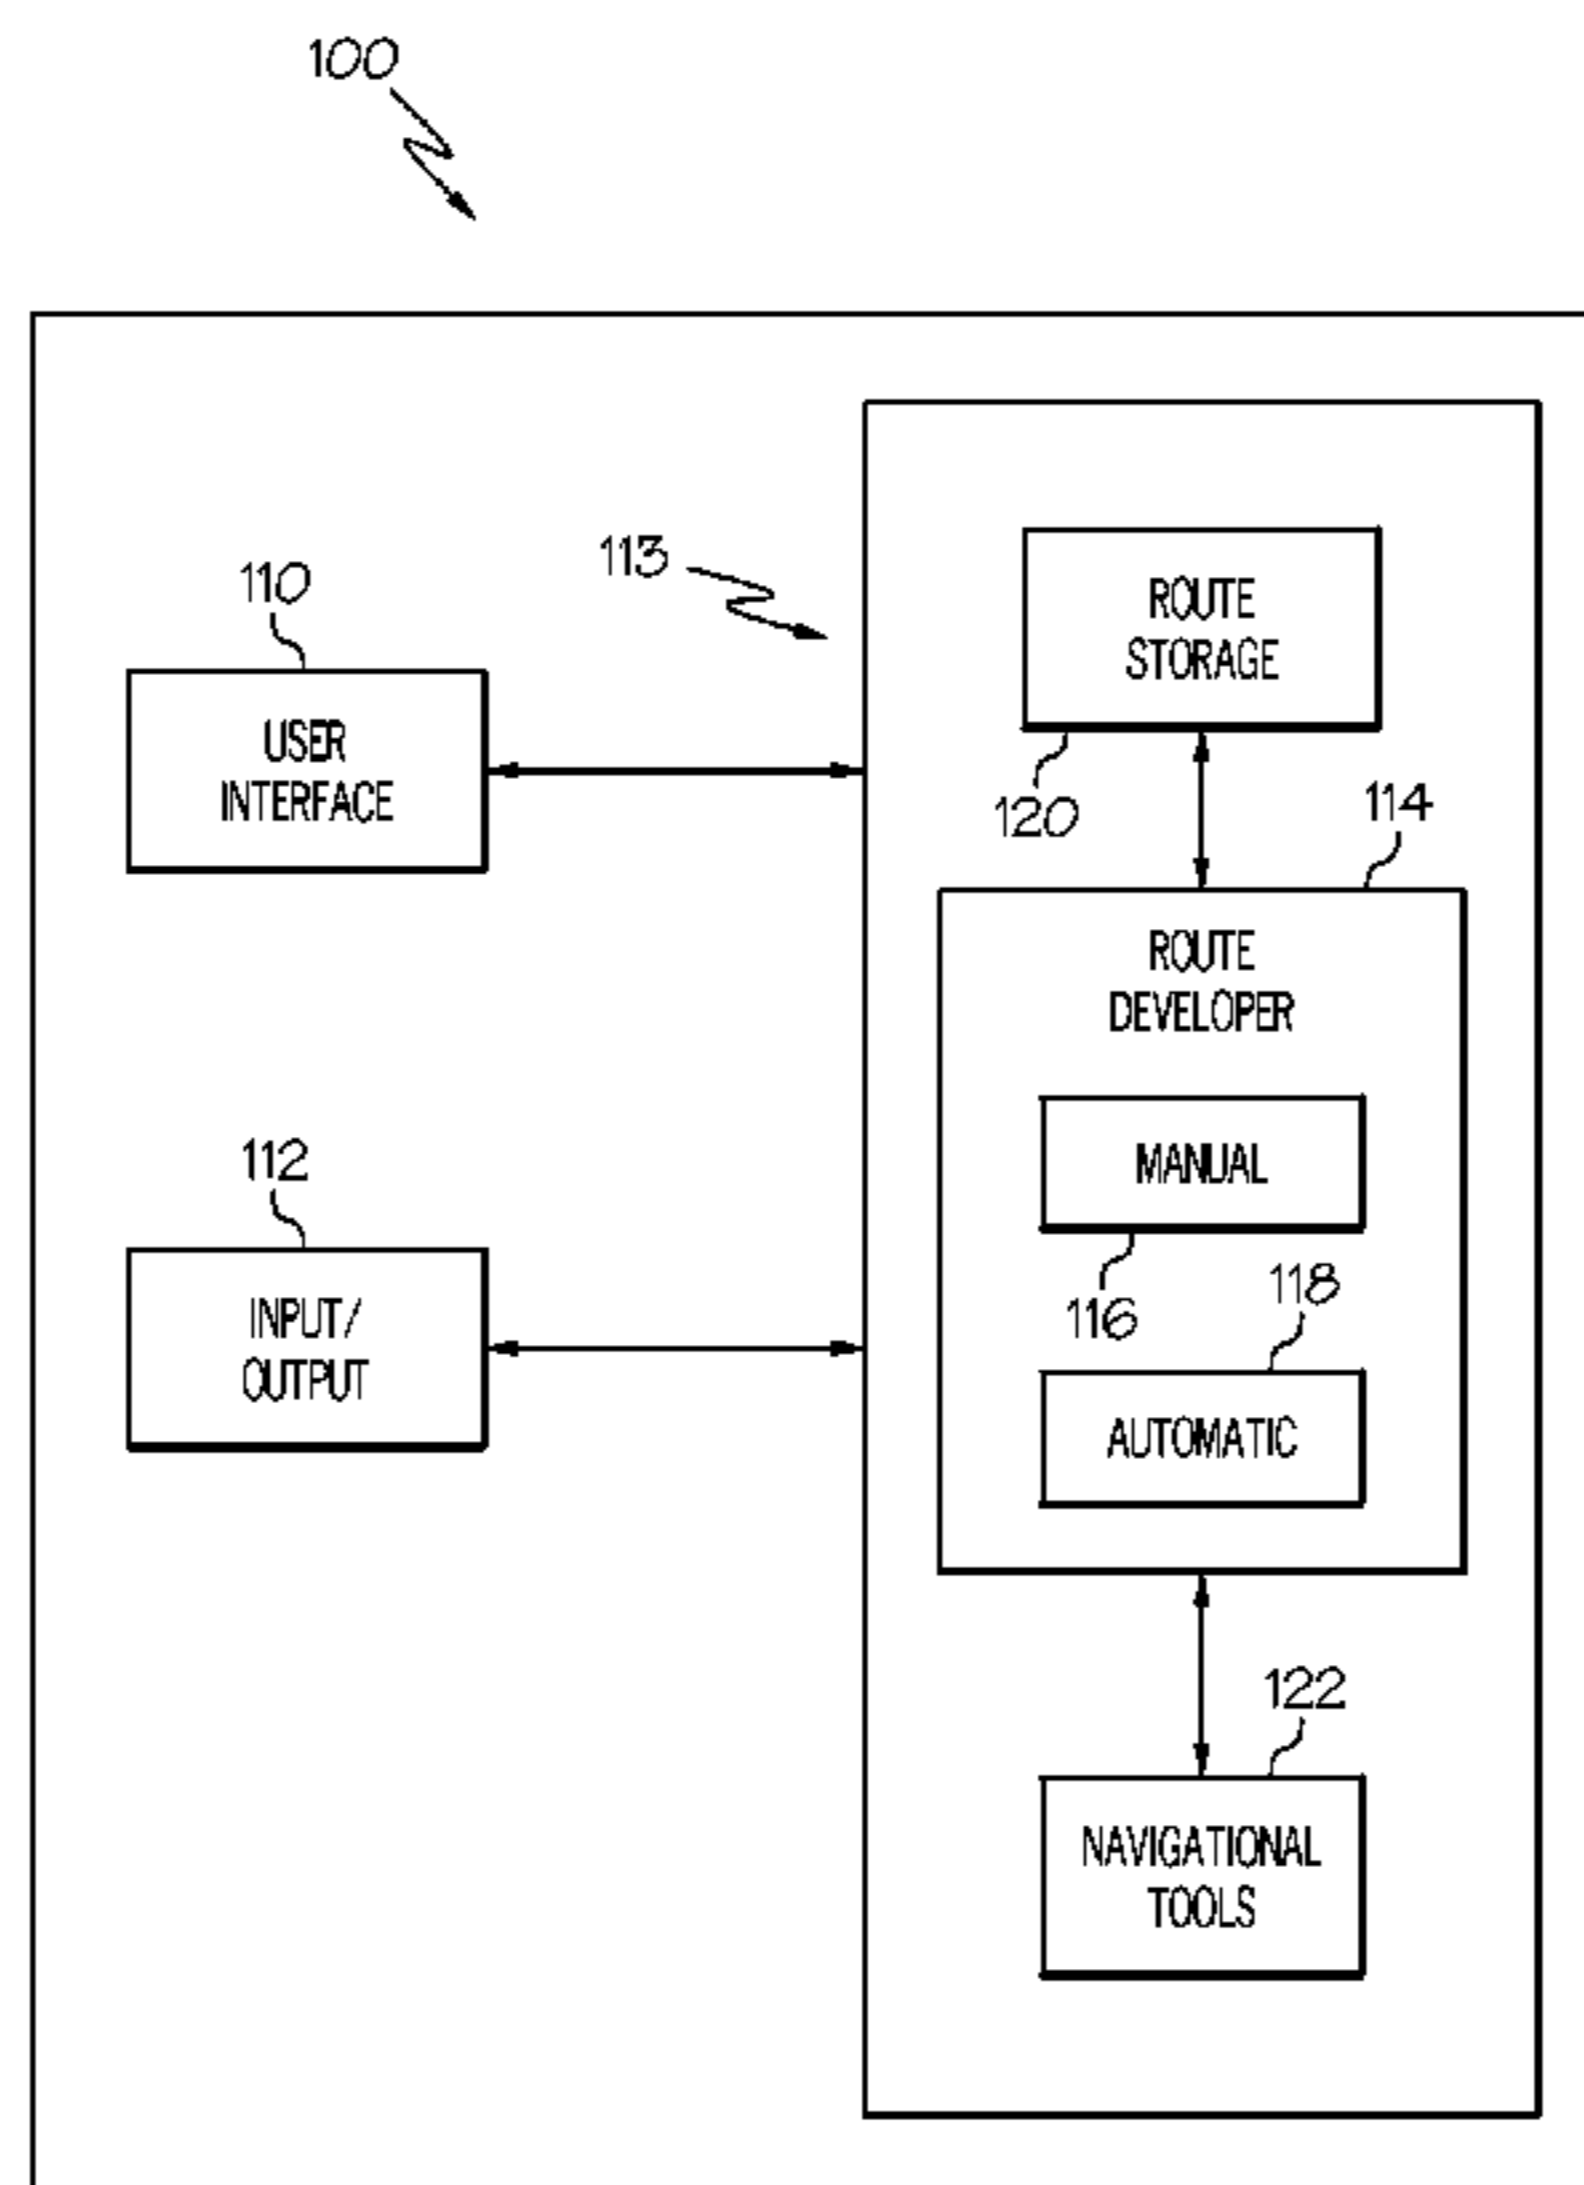 100
113
110
USER
INTERFACE
ROUTE
STORAGE
120
114
ROUTE
DEVELOPER
MANUAL
116
118
AUTOMATIC
112
INPUT/
OUTPUT
122
NAVIGATIONAL
TOOLS